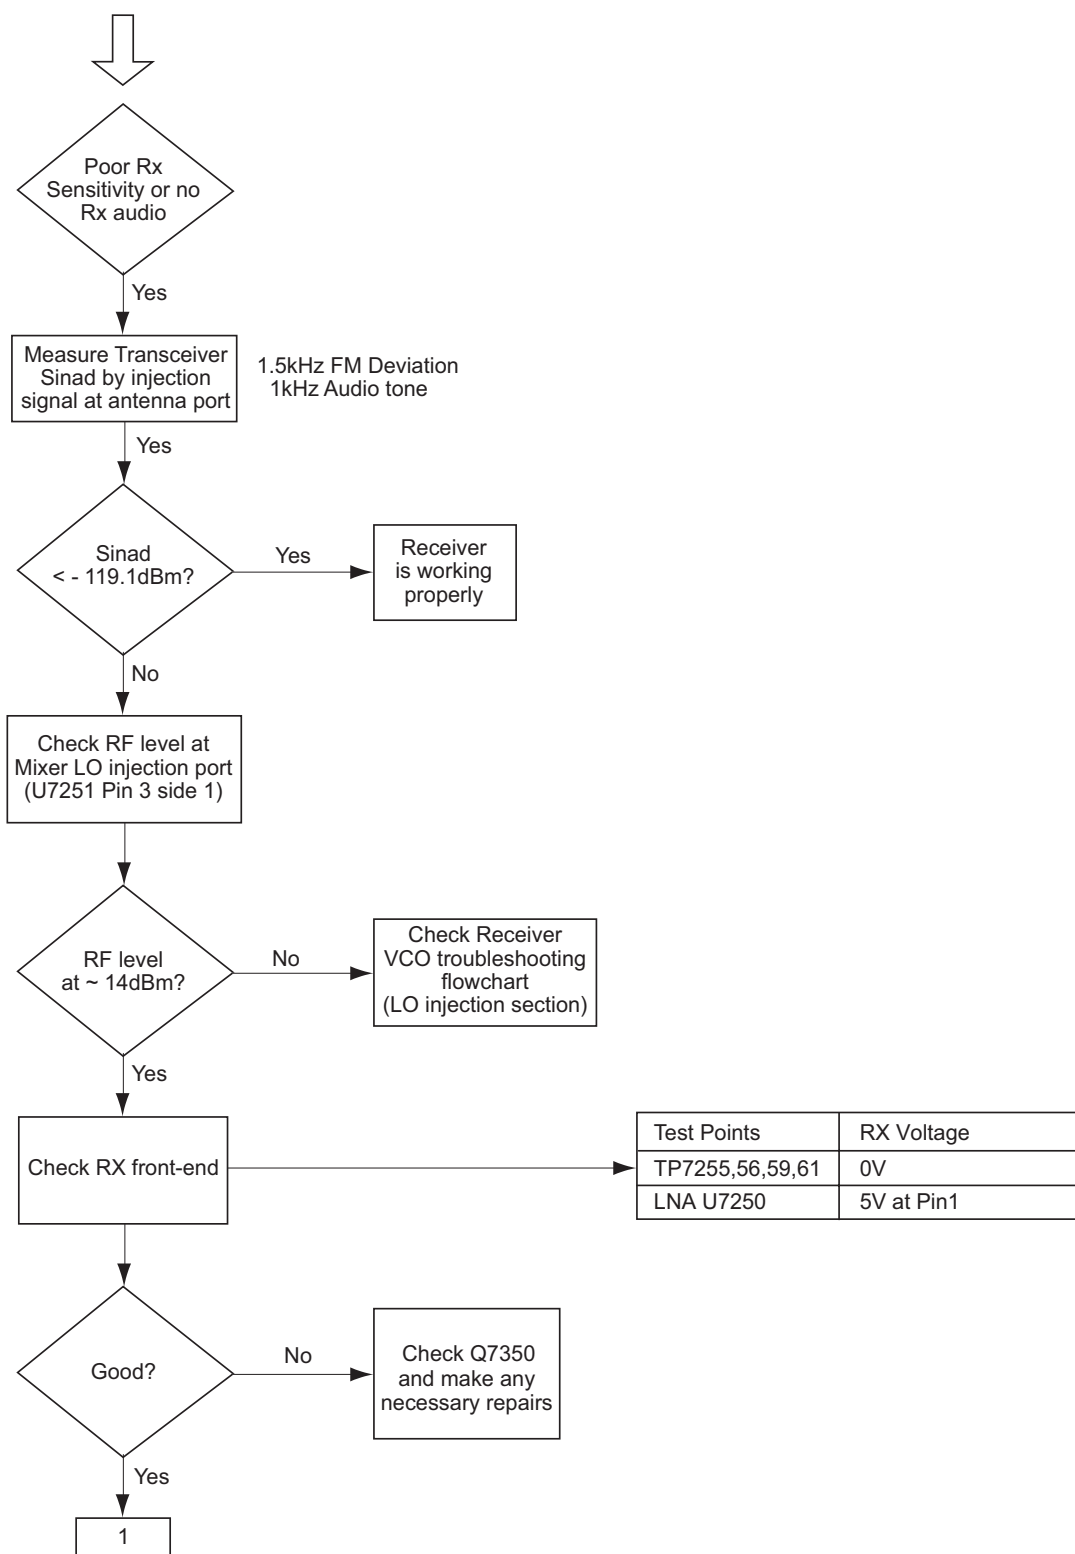 Poor Rx
Sensitivity or no
Rx audio
Yes
Measure Transceiver
Sinad by injection
signal at antenna port
1.5kHz FM Deviation
1kHz Audio tone
Yes
Sinad
< - 119.1dBm?
Yes
Receiver
is working
properly
No
Check RF level at
Mixer LO injection port
(U7251 Pin 3 side 1)
RF level
at ~ 14dBm?
No
Check Receiver
VCO troubleshooting
flowchart
(LO injection section)
Yes
Check RX front-end
Test Points RX Voltage
TP7255,56,59,61 0V
LNA U7250 5V at Pin1
Good?
No
Check Q7350
and make any
necessary repairs
Yes
1